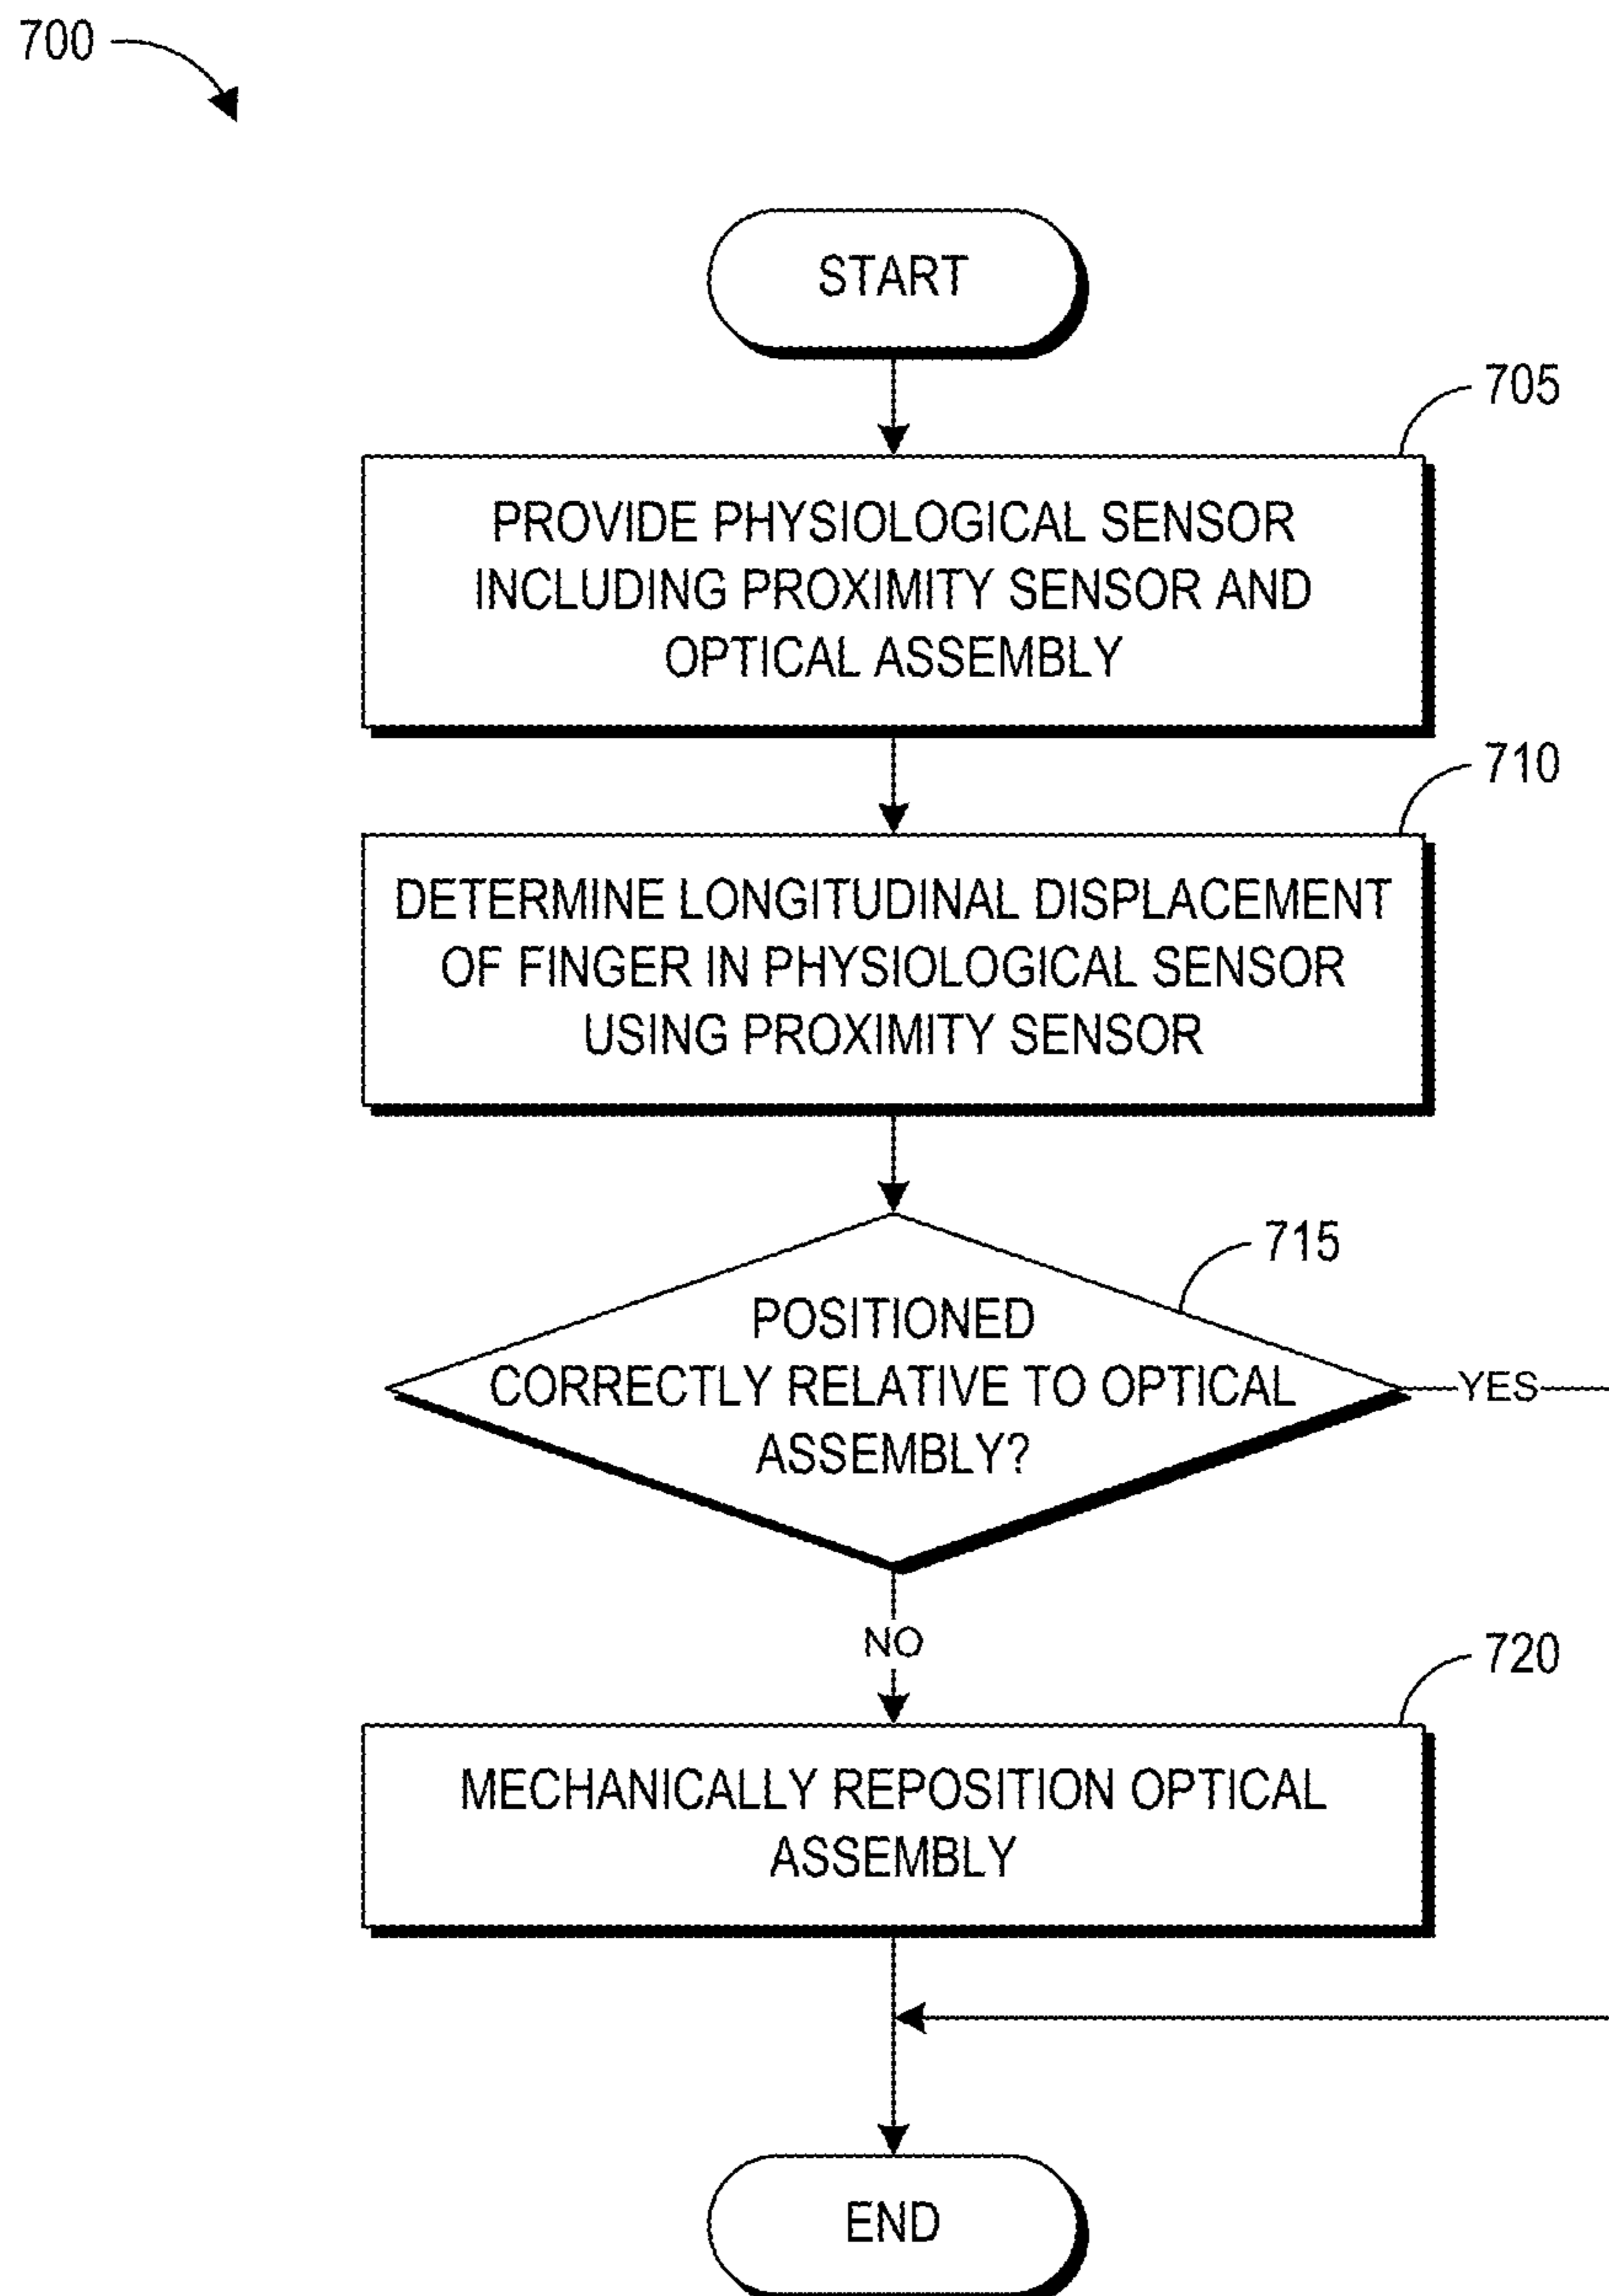 700
START
705
PROVIDE PHYSIOLOGICAL SENSOR
INCLUDING PROXIMITY SENSOR AND
OPTICAL ASSEMBLY
710
DETERMINE LONGITUDINAL DISPLACEMENT
OF FINGER IN PHYSIOLOGICAL SENSOR
USING PROXIMITY SENSOR
715
POSITIONED
CORRECTLY RELATIVE TO OPTICAL
ASSEMBLY?
YES
NO
720
MECHANICALLY REPOSITION OPTICAL
ASSEMBLY
END